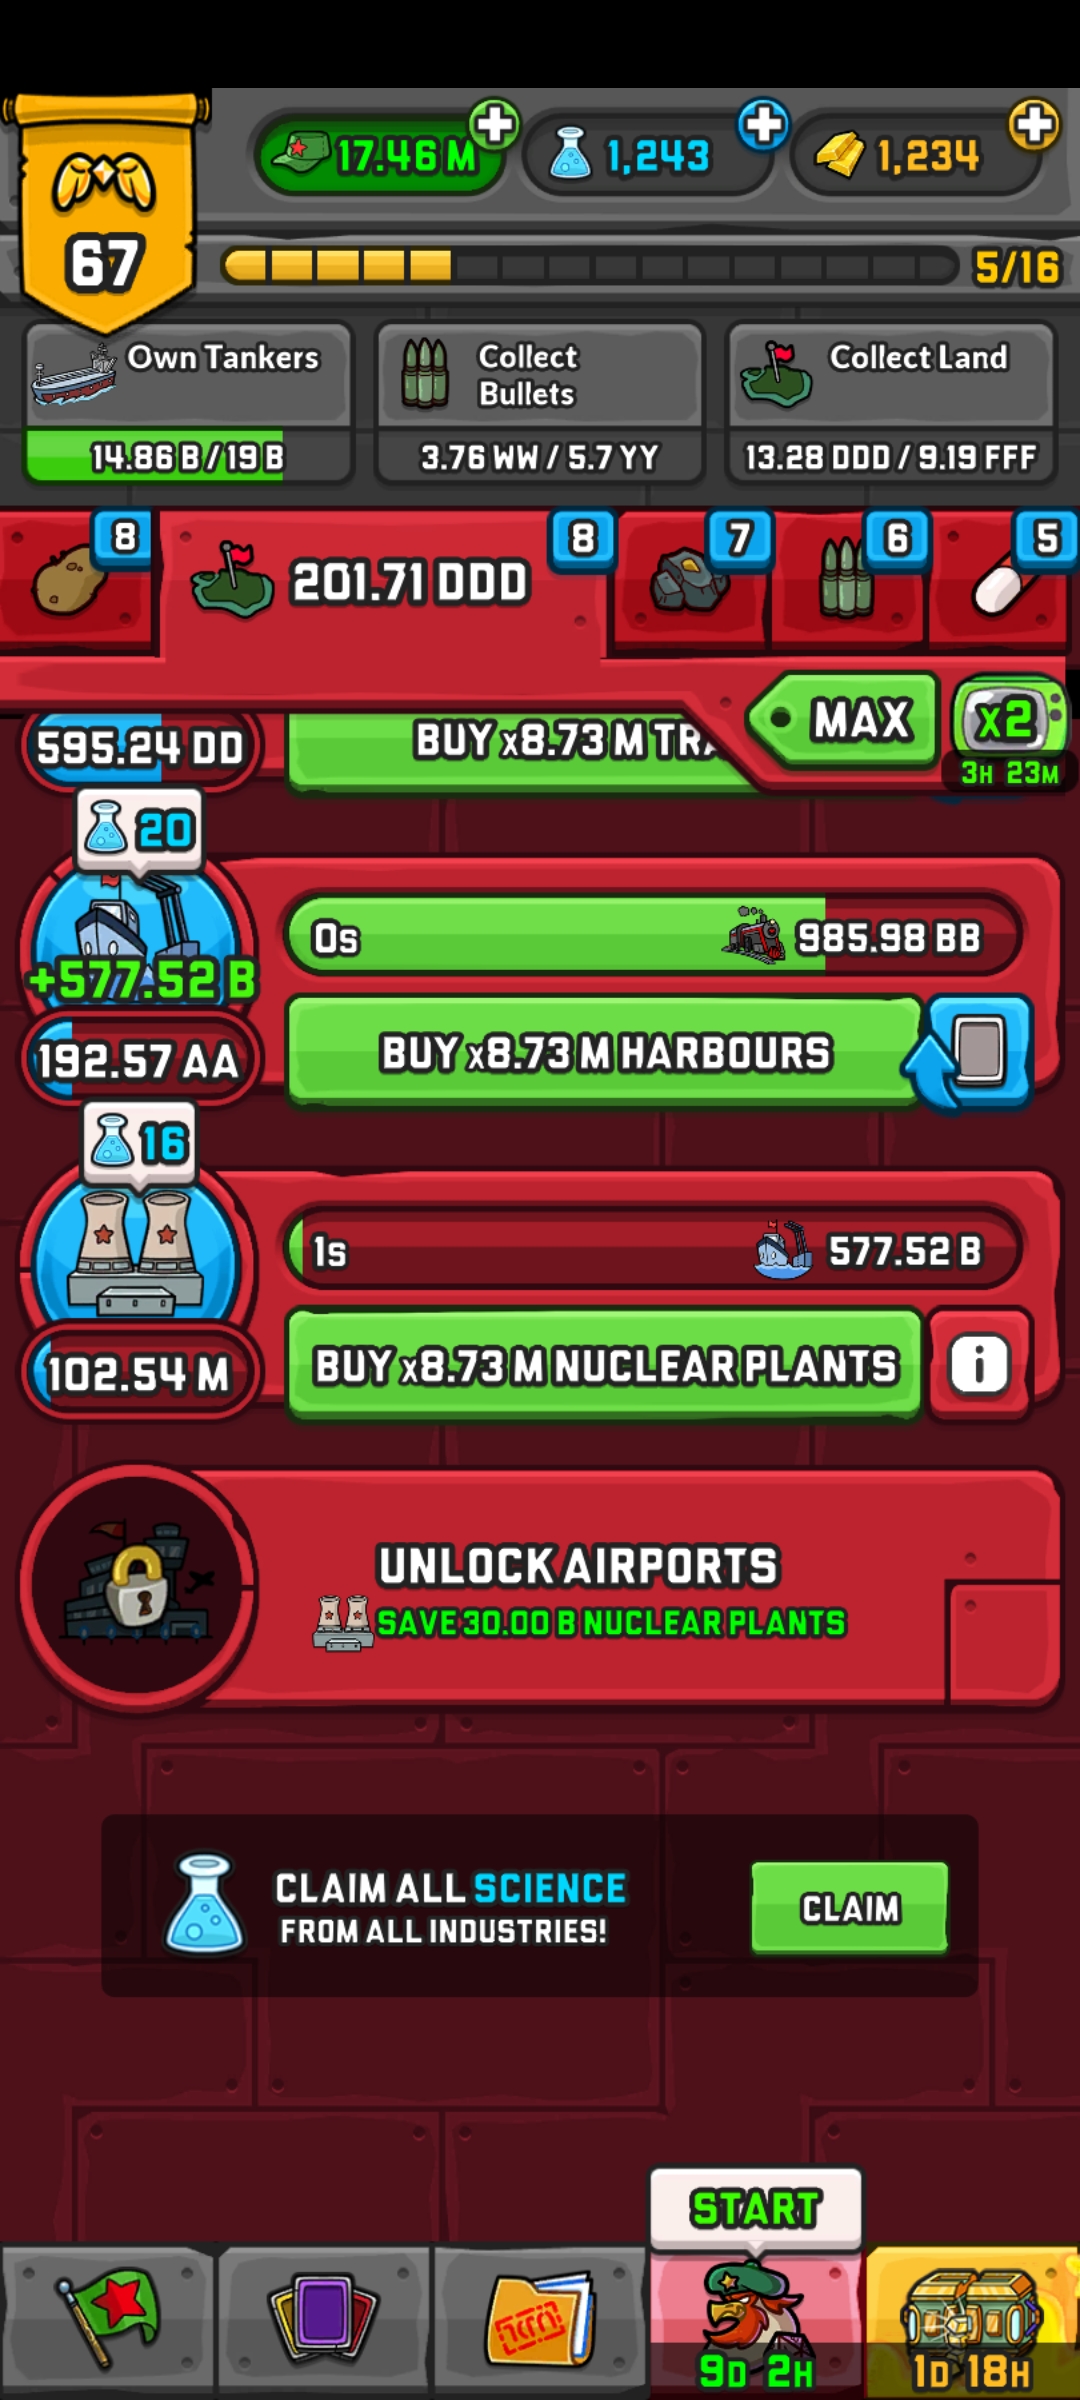 17.46 M
1,243
1,234
67
5/16
Own Tankers
14.86 B / 19 B
Collect
Bullets
3.76 WW / 5.7 YY
Collect Land
13.28 DDD / 9.19 FFF
8
201.71 DDD
8
7
6
5
MAX
x2
3H 23M
595.24 DD
BUY x8.73 M
20
+577.52 B
192.57 AA
0s
985.98 BB
BUY x8.73 M HARBOURS
16
102.54 M
1s
577.52 B
BUY x8.73 M NUCLEAR PLANTS
i
UNLOCK AIRPORTS
SAVE 30.00 B NUCLEAR PLANTS
CLAIM ALL SCIENCE
FROM ALL INDUSTRIES!
CLAIM
START
9D 2H
1D 18H